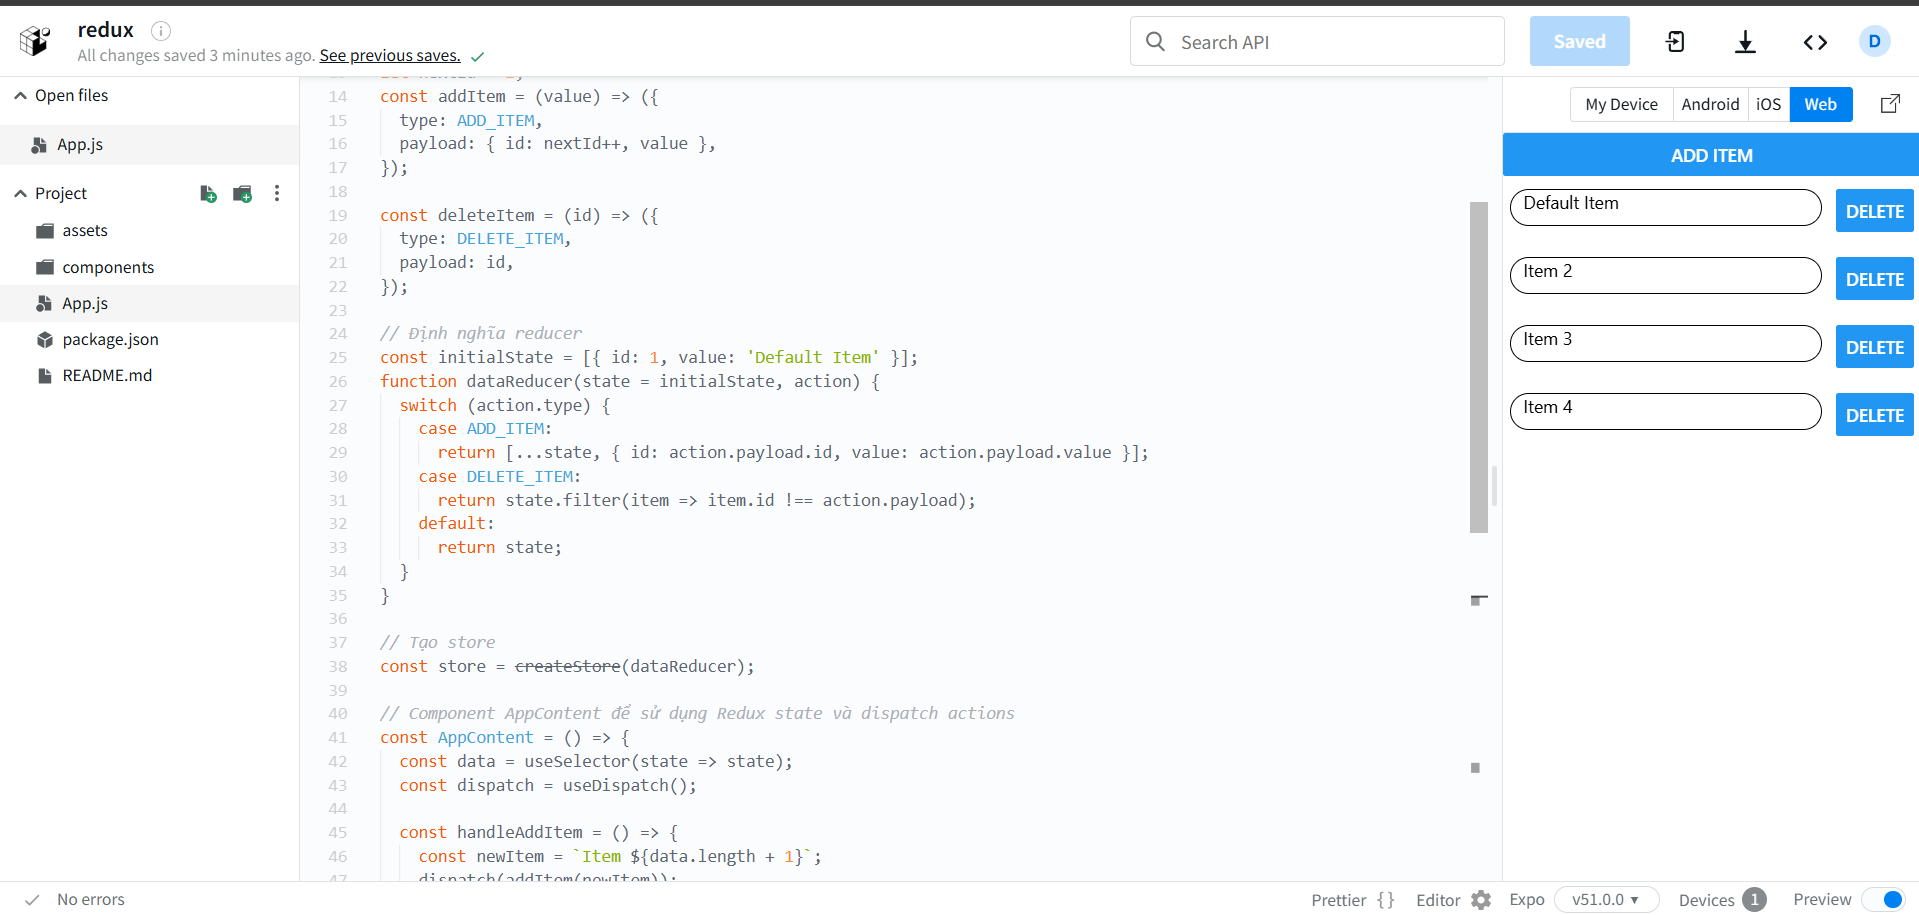 redux
All changes saved 3 minutes ago. See previous saves.
Search API
Saved
D
Open files
App.js
Project
assets
components
App.js
package.json
README.md
14 const addItem = (value) => ({
15 type: ADD_ITEM,
16 payload: { id: nextId++, value },
17 });
18
19 const deleteItem = (id) => ({
20 type: DELETE_ITEM,
21 payload: id,
22 });
23
24 // Định nghĩa reducer
25 const initialState = [{ id: 1, value: 'Default Item' }];
26 function dataReducer(state = initialState, action) {
27 switch (action.type) {
28 case ADD_ITEM:
29 return [...state, { id: action.payload.id, value: action.payload.value }];
30 case DELETE_ITEM:
31 return state.filter(item => item.id !== action.payload);
32 default:
33 return state;
34 }
35 }
36
37 // Tạo store
38 const store = createStore(dataReducer);
39
40 // Component AppContent để sử dụng Redux state và dispatch actions
41 const AppContent = () => {
42 const data = useSelector(state => state);
43 const dispatch = useDispatch();
44
45 const handleAddItem = () => {
46 const newItem = `Item ${data.length + 1}`;
47 dispatch(addItem(newItem));
My Device Android iOS Web
ADD ITEM
Default Item DELETE
Item 2 DELETE
Item 3 DELETE
Item 4 DELETE
No errors
Prettier {} Editor Expo v51.0.0 ▾ Devices 1 Preview